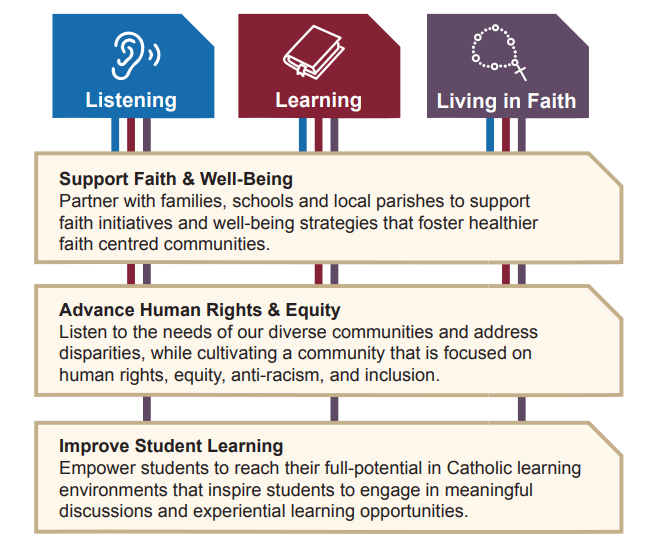 Listening
Learning
Living in Faith
Support Faith & Well-Being
Partner with families, schools and local parishes to support
faith initiatives and well-being strategies that foster healthier
faith centred communities.
Advance Human Rights & Equity
Listen to the needs of our diverse communities and address
disparities, while cultivating a community that is focused on
human rights, equity, anti-racism, and inclusion.
Improve Student Learning
Empower students to reach their full-potential in Catholic learning
environments that inspire students to engage in meaningful
discussions and experiential learning opportunities.